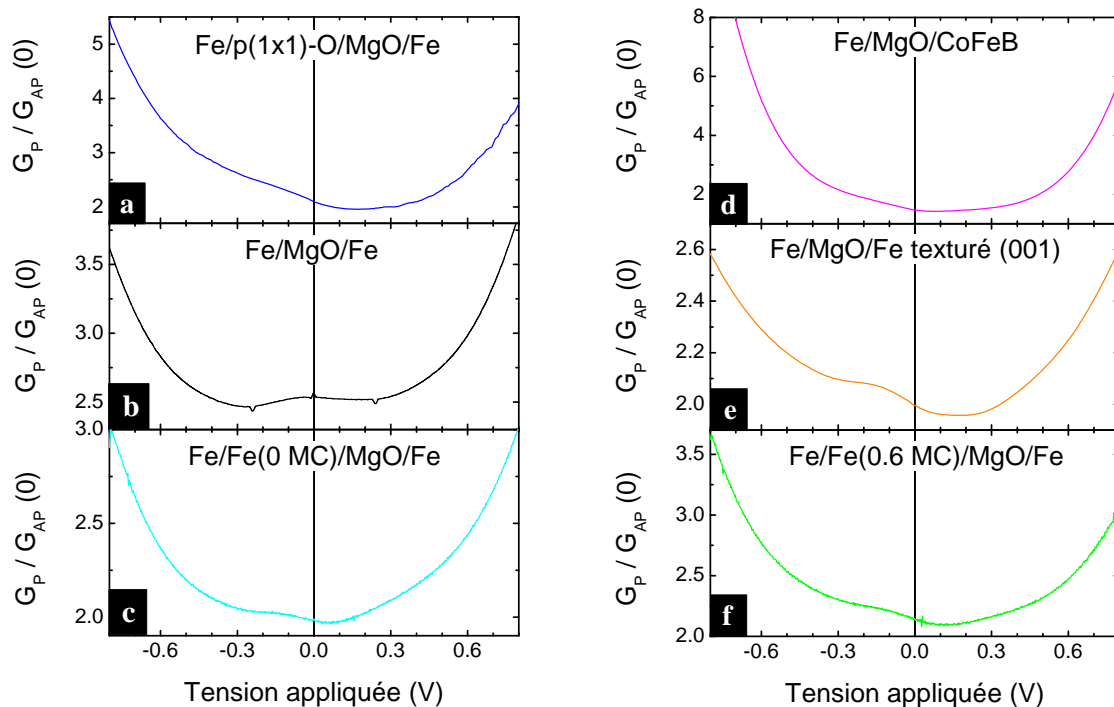 Fe/p(1x1)-O/MgO/Fe
G_P / G_AP (0)
5
4
3
2
a
Fe/MgO/Fe
G_P / G_AP (0)
3.5
3.0
2.5
b
Fe/Fe(0 MC)/MgO/Fe
G_P / G_AP (0)
3.0
2.5
2.0
c
-0.6 -0.3 0.0 0.3 0.6
Tension appliquée (V)
Fe/MgO/CoFeB
G_P / G_AP (0)
8
6
4
2
d
Fe/MgO/Fe texturé (001)
G_P / G_AP (0)
2.6
2.4
2.2
2.0
e
Fe/Fe(0.6 MC)/MgO/Fe
G_P / G_AP (0)
3.5
3.0
2.5
2.0
f
-0.6 -0.3 0.0 0.3 0.6
Tension appliquée (V)